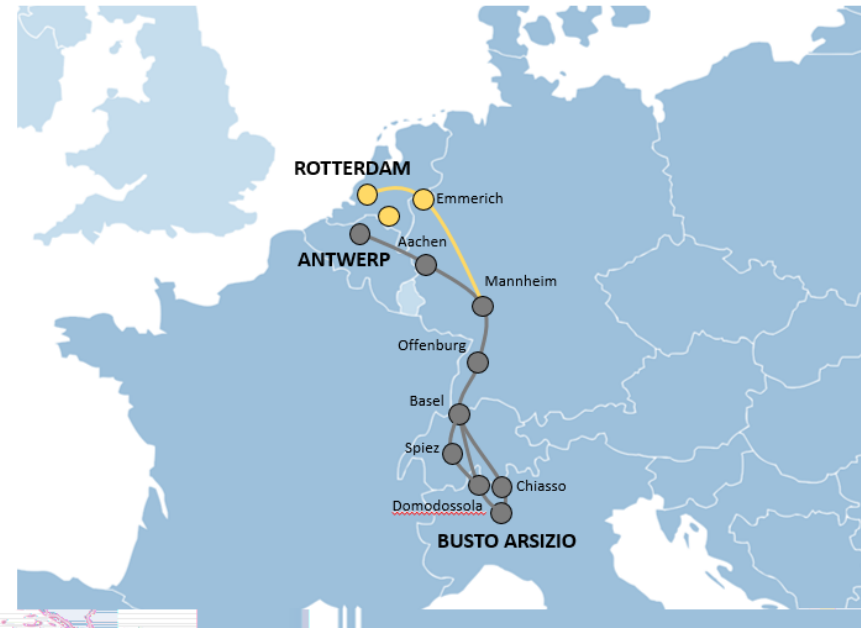 ROTTERDAM
Emmerich
Aachen
ANTWERP
Mannheim
Offenburg
Basel
Spiez
Chiasso
Domodossola
BUSTO ARSIZIO